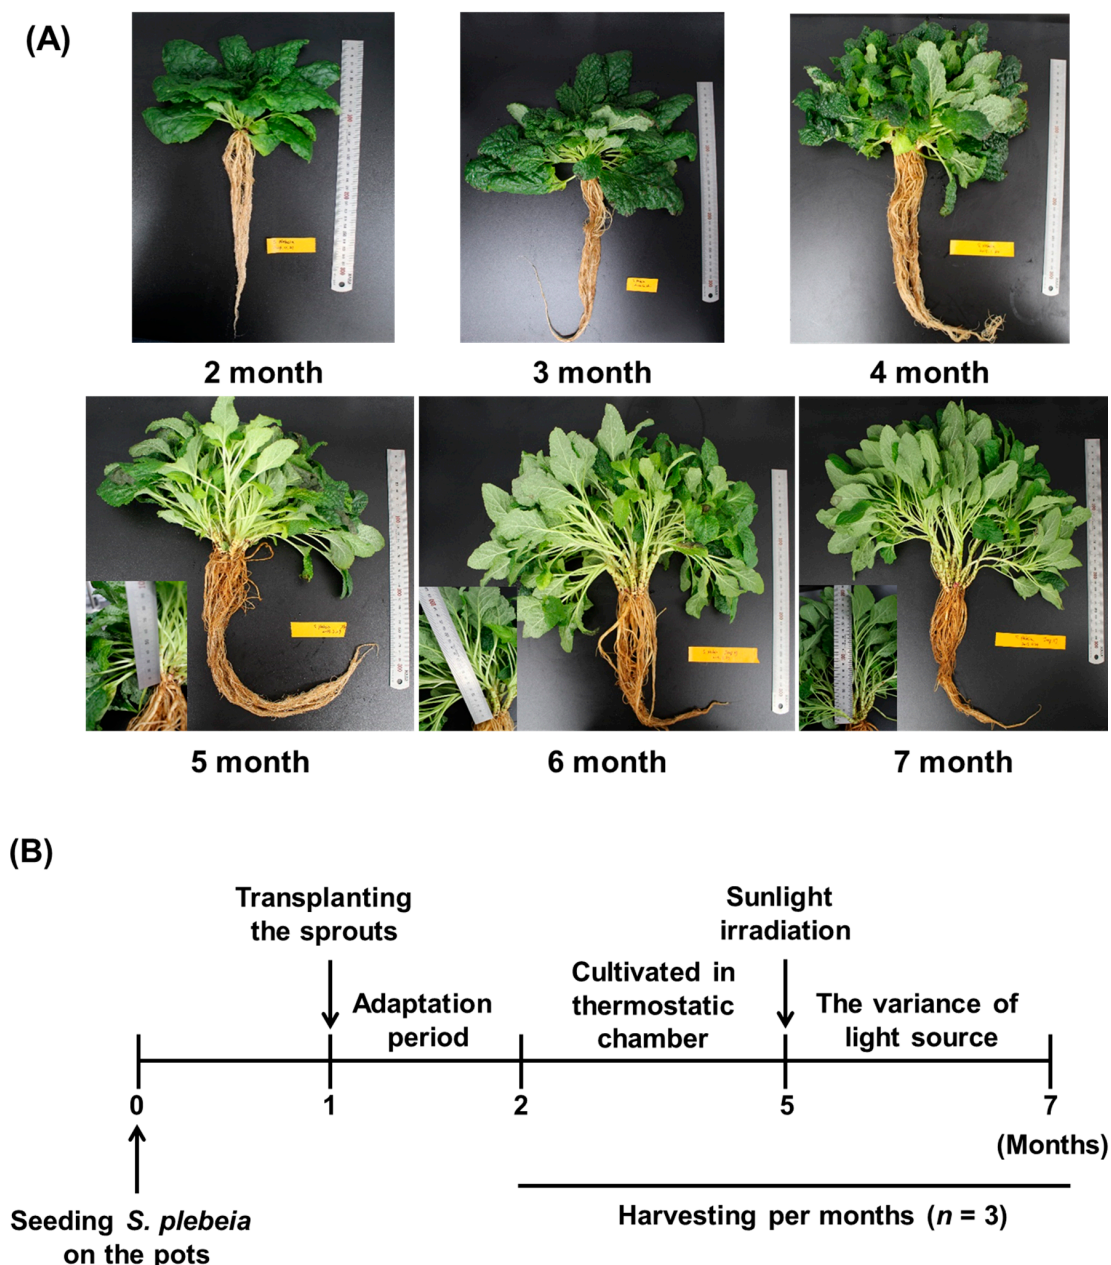 (A)
2 month
3 month
4 month
5 month
6 month
7 month
(B)
Transplanting
the sprouts
Sunlight
irradiation
Adaptation
period
Cultivated in
thermostatic
chamber
The variance of
light source
0
1
2
5
7
(Months)
Seeding S. plebeia
on the pots
Harvesting per months (n = 3)